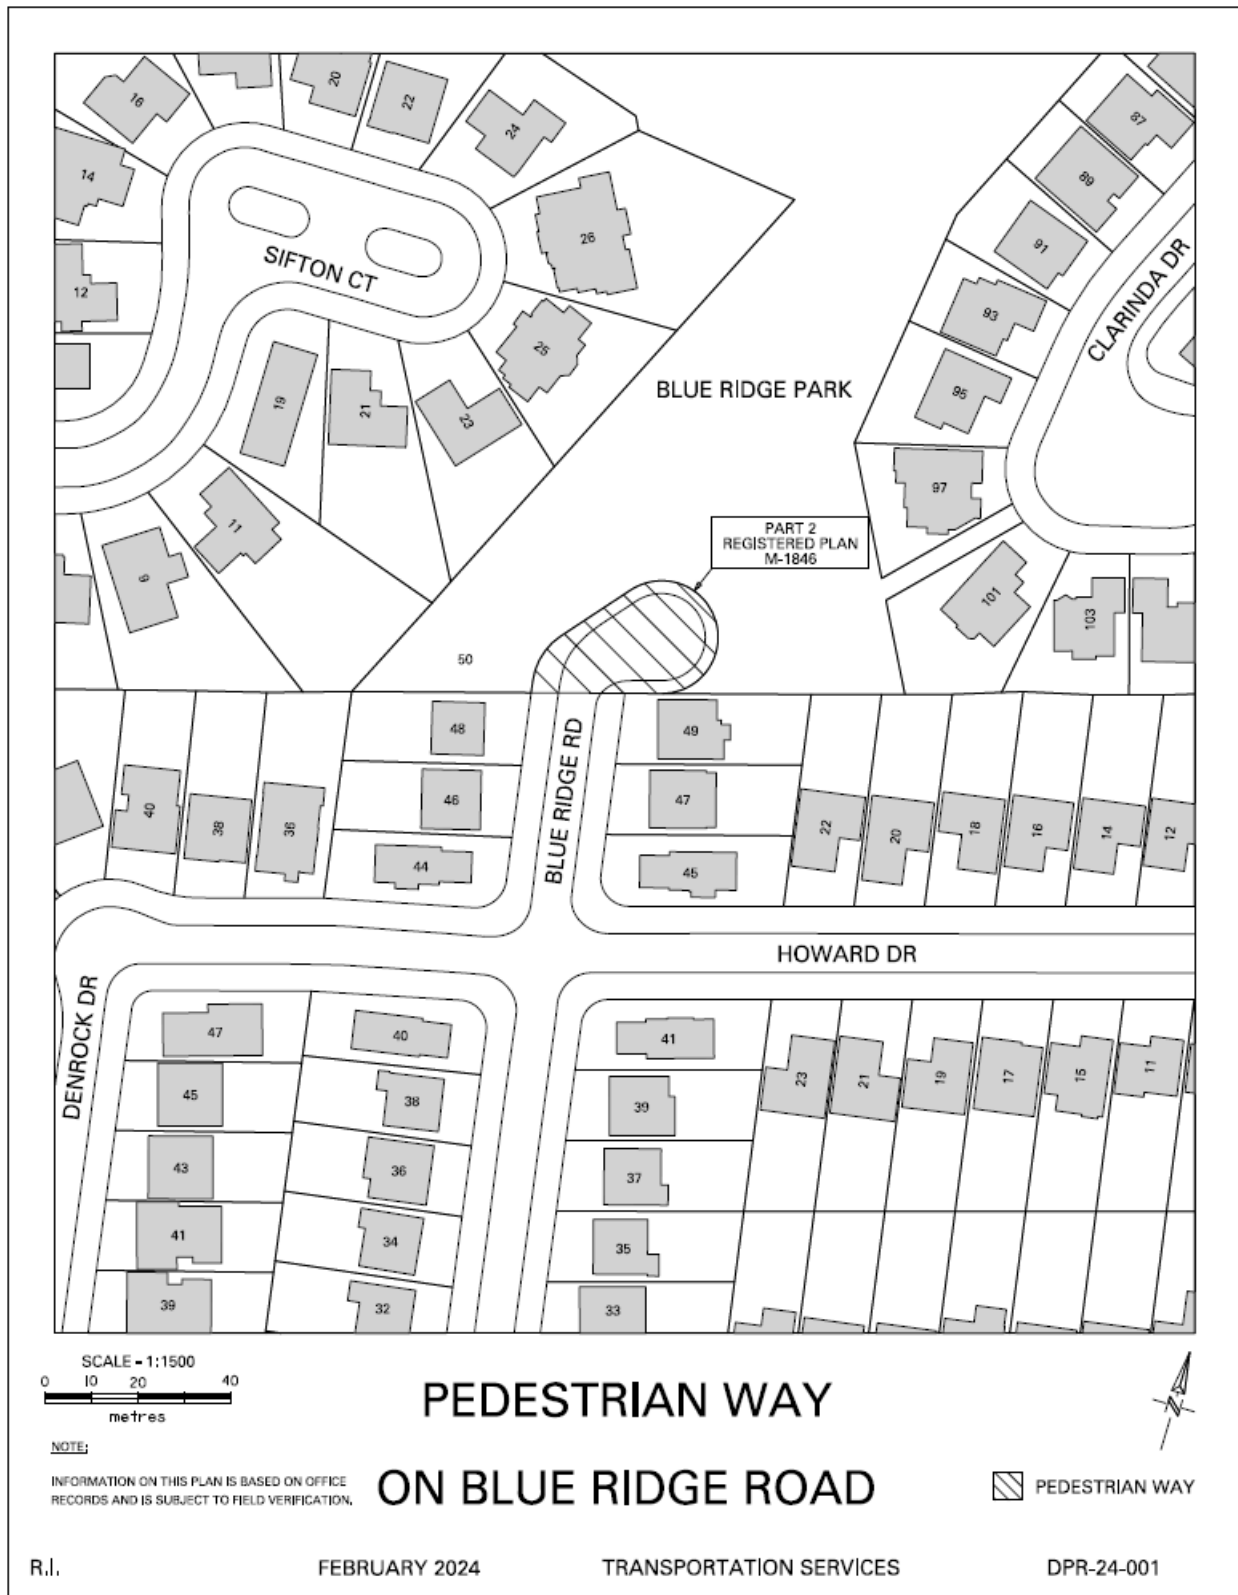 16
20
22
24
87
14
89
26
91
SIFTON CT
12
93
CLARINDA DR
25
BLUE RIDGE PARK
95
19
21
23
97
11
PART 2
REGISTERED PLAN
M-1846
9
101
103
50
48
BLUE RIDGE RD
49
40
38
36
46
47
22
20
18
16
14
12
44
45
HOWARD DR
DENROCK DR
47
40
41
23
21
19
17
15
11
45
38
39
43
36
37
41
34
35
39
32
33
SCALE - 1:1500
0 10 20 40
metres
PEDESTRIAN WAY
N
NOTE:
INFORMATION ON THIS PLAN IS BASED ON OFFICE
RECORDS AND IS SUBJECT TO FIELD VERIFICATION.
ON BLUE RIDGE ROAD
PEDESTRIAN WAY
R.I. FEBRUARY 2024 TRANSPORTATION SERVICES DPR-24-001